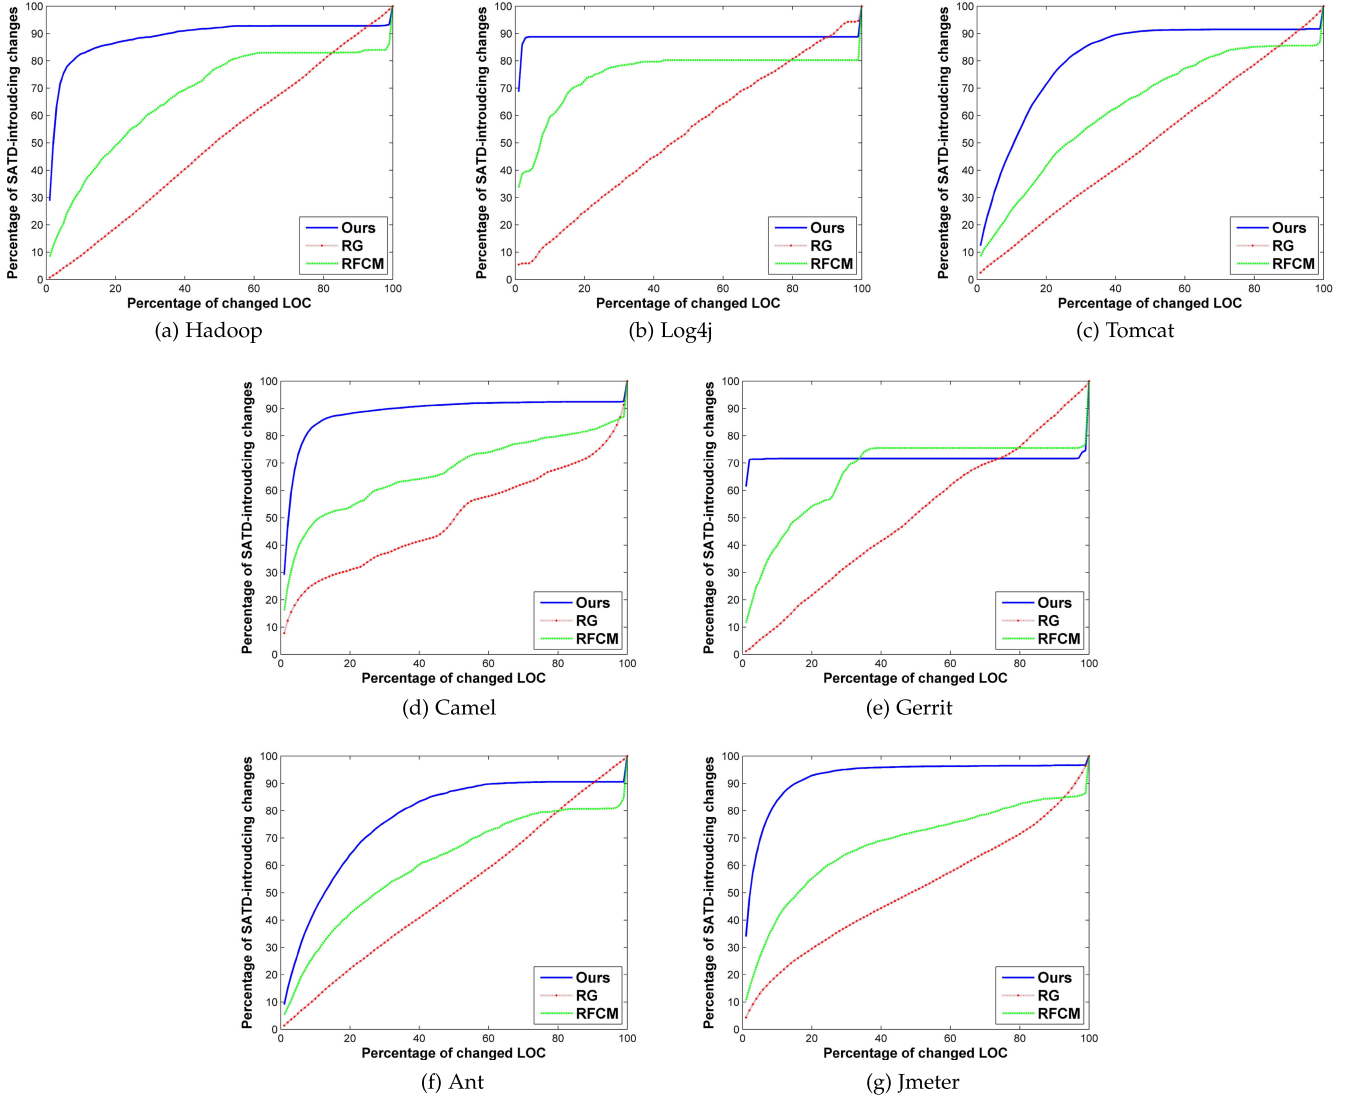 Percentage of SATD-introudcing changes
100
90
80
70
60
50
40
30
20
10
0
0 20 40 60 80 100
Percentage of changed LOC
Ours
RG
RFCM
(a) Hadoop
Percentage of SATD-introudcing changes
100
90
80
70
60
50
40
30
20
10
0
0 20 40 60 80 100
Percentage of changed LOC
Ours
RG
RFCM
(b) Log4j
Percentage of SATD-introudcing changes
100
90
80
70
60
50
40
30
20
10
0
0 20 40 60 80 100
Percentage of changed LOC
Ours
RG
RFCM
(c) Tomcat
Percentage of SATD-introudcing changes
100
90
80
70
60
50
40
30
20
10
0
0 20 40 60 80 100
Percentage of changed LOC
Ours
RG
RFCM
(d) Camel
Percentage of SATD-introudcing changes
100
90
80
70
60
50
40
30
20
10
0
0 20 40 60 80 100
Percentage of changed LOC
Ours
RG
RFCM
(e) Gerrit
Percentage of SATD-introudcing changes
100
90
80
70
60
50
40
30
20
10
0
0 20 40 60 80 100
Percentage of changed LOC
Ours
RG
RFCM
(f) Ant
Percentage of SATD-introudcing changes
100
90
80
70
60
50
40
30
20
10
0
0 20 40 60 80 100
Percentage of changed LOC
Ours
RG
RFCM
(g) Jmeter